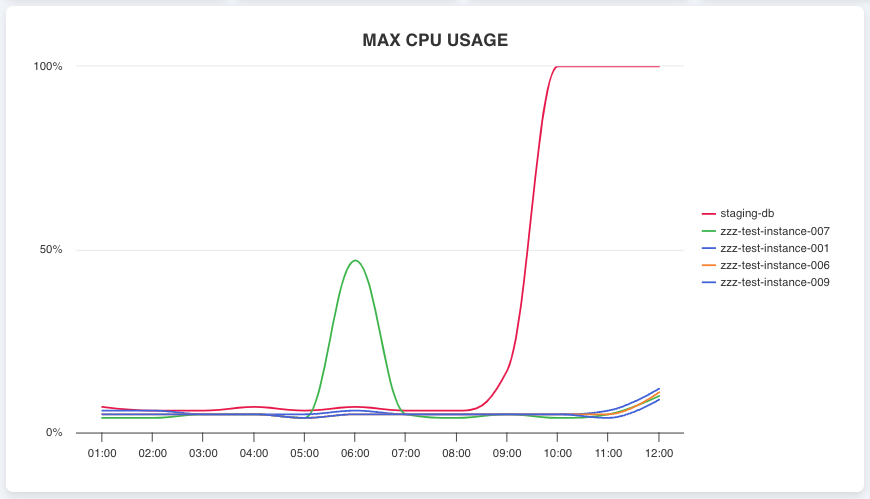 MAX CPU USAGE
100%
50%
0%
01:00 02:00 03:00 04:00 05:00 06:00 07:00 08:00 09:00 10:00 11:00 12:00
staging-db
zzz-test-instance-007
zzz-test-instance-001
zzz-test-instance-006
zzz-test-instance-009